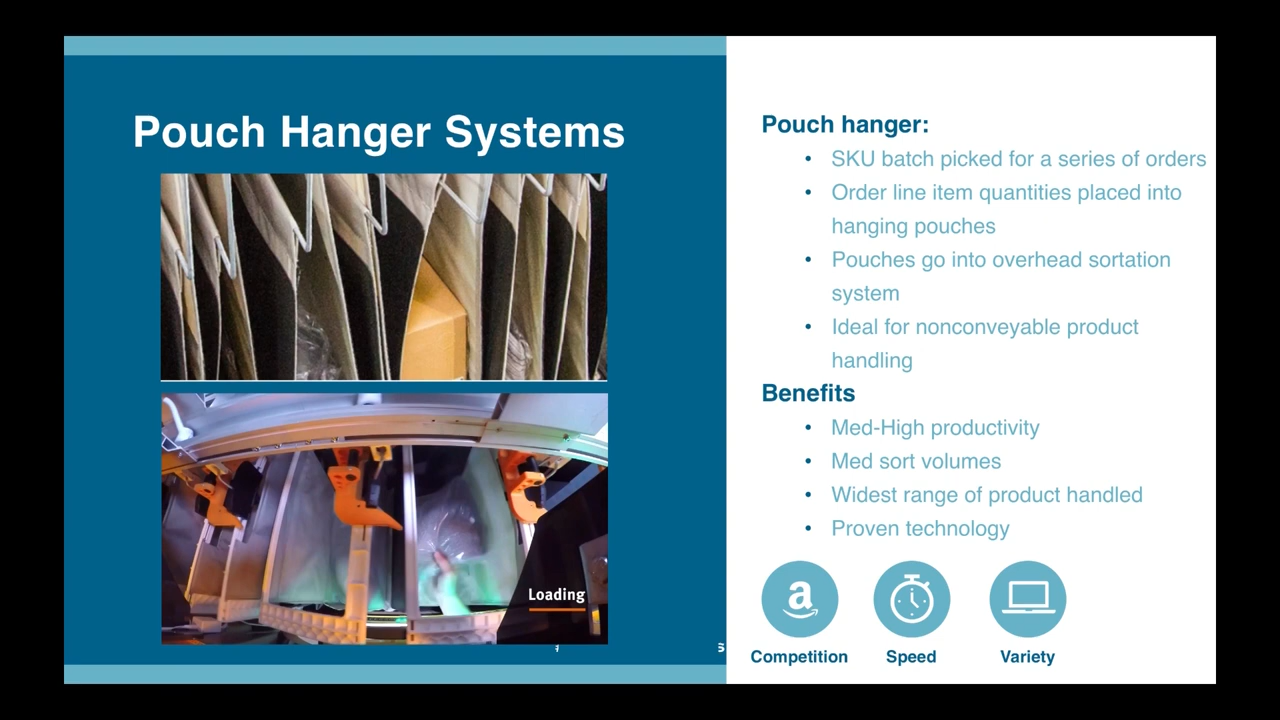 Pouch Hanger Systems
Loading
s
Pouch hanger:
• SKU batch picked for a series of orders
• Order line item quantities placed into
hanging pouches
• Pouches go into overhead sortation
system
• Ideal for nonconveyable product
handling
Benefits
• Med-High productivity
• Med sort volumes
• Widest range of product handled
• Proven technology
a
Competition
Speed
Variety